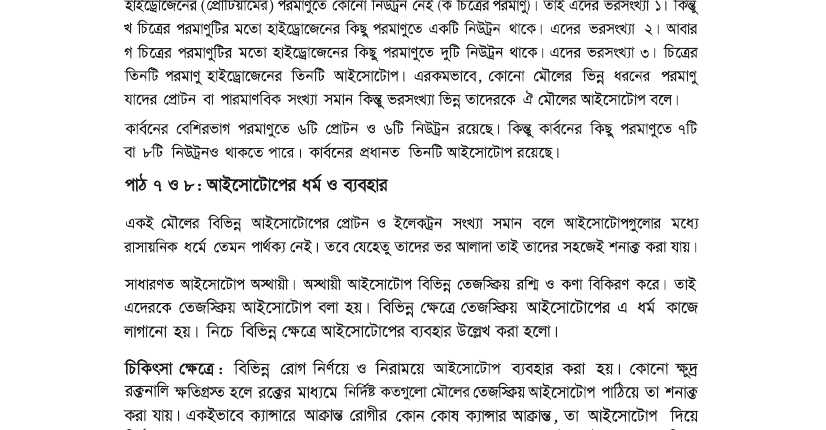 হাইড্রোজেনের (প্রোটিয়ামের) পরমাণুতে কোনো নিউট্রন নেই (ক চিত্রের পরমাণু)। তাই এদের ভরসংখ্যা ১। কিন্তু
খ চিত্রের পরমাণুটির মতো হাইড্রোজেনের কিছু পরমাণুতে একটি নিউট্রন থাকে। এদের ভরসংখ্যা ২। আবার
গ চিত্রের পরমাণুটির মতো হাইড্রোজেনের কিছু পরমাণুতে দুটি নিউট্রন থাকে। এদের ভরসংখ্যা ৩। চিত্রের
তিনটি পরমাণু হাইড্রোজেনের তিনটি আইসোটোপ। এরকমভাবে, কোনো মৌলের ভিন্ন ধরনের পরমাণু
যাদের প্রোটন বা পারমাণবিক সংখ্যা সমান কিন্তু ভরসংখ্যা ভিন্ন তাদেরকে ঐ মৌলের আইসোটোপ বলে।
কার্বনের বেশিরভাগ পরমাণুতে ৬টি প্রোটন ও ৬টি নিউট্রন রয়েছে। কিন্তু কার্বনের কিছু পরমাণুতে ৭টি
বা ৮টি নিউট্রনও থাকতে পারে। কার্বনের প্রধানত তিনটি আইসোটোপ রয়েছে।
পাঠ ৭ ও ৮ : আইসোটোপের ধর্ম ও ব্যবহার
একই মৌলের বিভিন্ন আইসোটোপের প্রোটন ও ইলেকট্রন সংখ্যা সমান বলে আইসোটোপগুলোর মধ্যে
রাসায়নিক ধর্মে তেমন পার্থক্য নেই। তবে যেহেতু তাদের ভর আলাদা তাই তাদের সহজেই শনাক্ত করা যায়।
সাধারণত আইসোটোপ অস্থায়ী। অস্থায়ী আইসোটোপ বিভিন্ন তেজস্ক্রিয় রশ্মি ও কণা বিকিরণ করে। তাই
এদেরকে তেজস্ক্রিয় আইসোটোপ বলা হয়। বিভিন্ন ক্ষেত্রে তেজস্ক্রিয় আইসোটোপের এ ধর্ম কাজে
লাগানো হয়। নিচে বিভিন্ন ক্ষেত্রে আইসোটোপের ব্যবহার উল্লেখ করা হলো।
চিকিৎসা ক্ষেত্রে : বিভিন্ন রোগ নির্ণয়ে ও নিরাময়ে আইসোটোপ ব্যবহার করা হয়। কোনো ক্ষুদ্র
রক্তনালি ক্ষতিগ্রস্ত হলে রক্তের মাধ্যমে নির্দিষ্ট কতগুলো মৌলের তেজস্ক্রিয় আইসোটোপ পাঠিয়ে তা শনাক্ত
করা যায়। একইভাবে ক্যান্সারে আক্রান্ত রোগীর কোন কোষ ক্যান্সার আক্রান্ত, তা আইসোটোপ দিয়ে